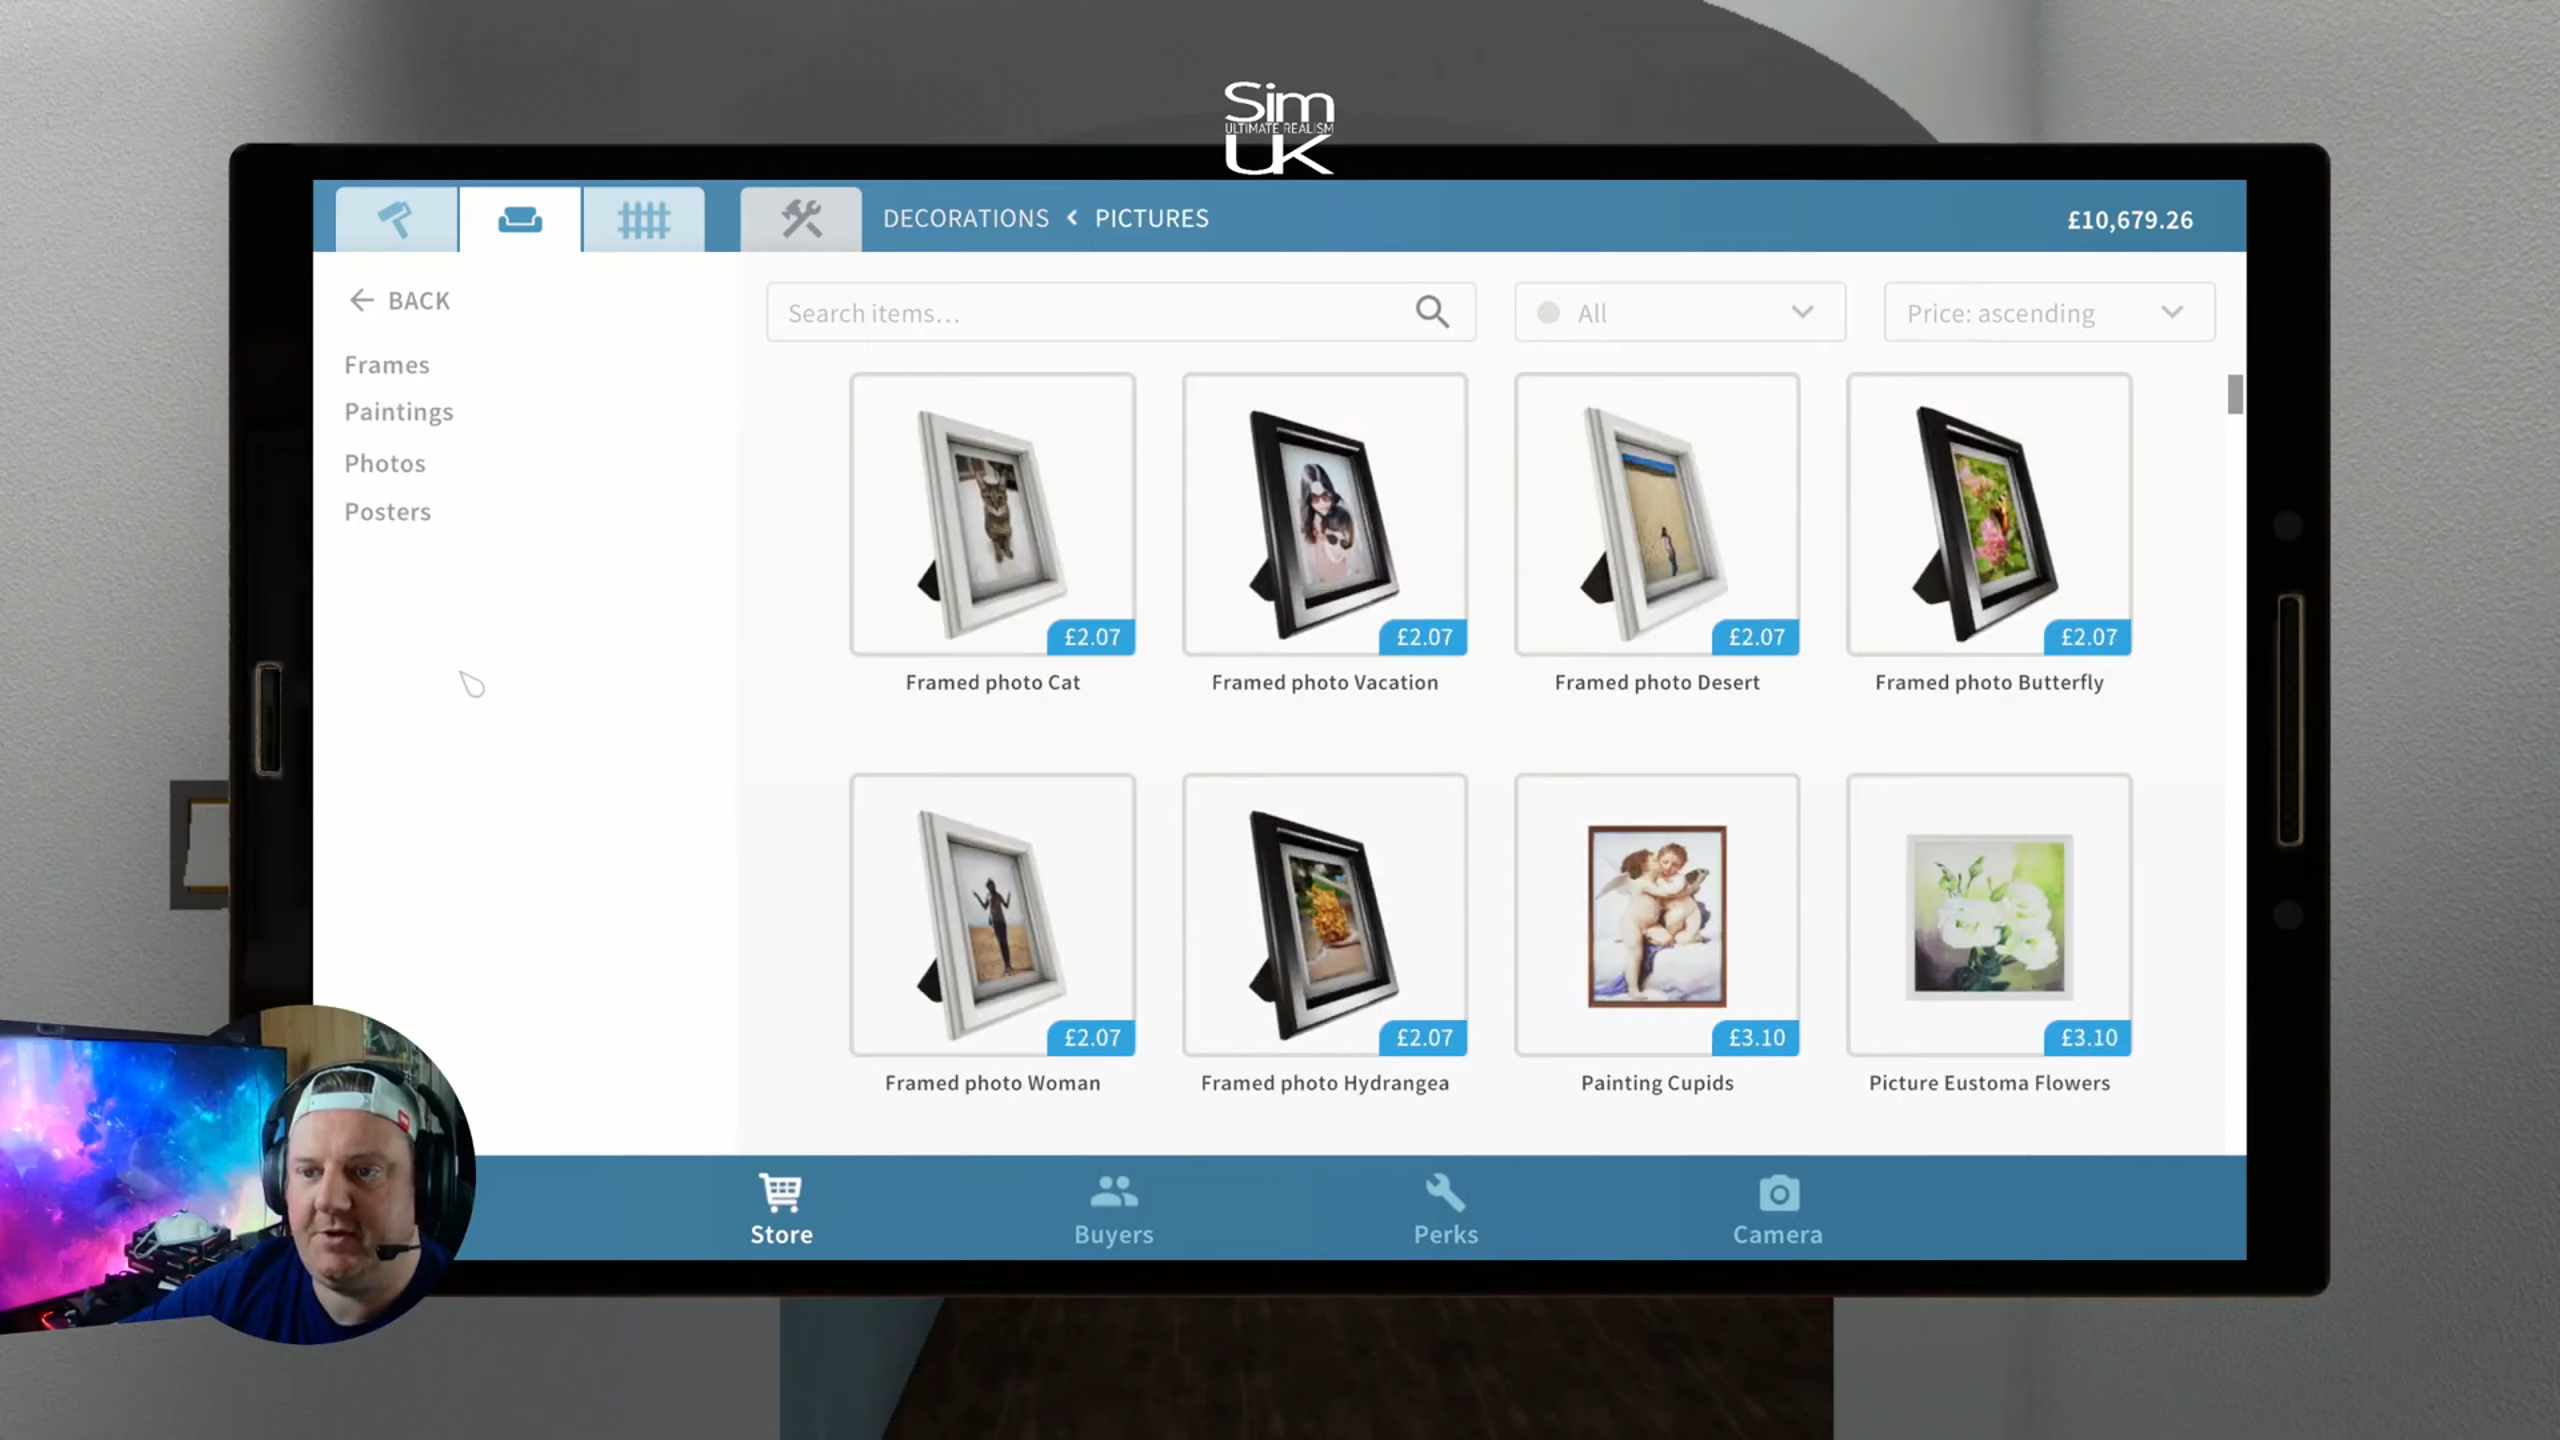 Sim
ULTIMATE REALISM
UK
DECORATIONS < PICTURES
£10,679.26
BACK
Search items...
All
Price: ascending
Frames
Paintings
Photos
Posters
£2.07
£2.07
£2.07
£2.07
Framed photo Cat
Framed photo Vacation
Framed photo Desert
Framed photo Butterfly
£2.07
£2.07
£3.10
£3.10
Framed photo Woman
Framed photo Hydrangea
Painting Cupids
Picture Eustoma Flowers
Store
Buyers
Perks
Camera